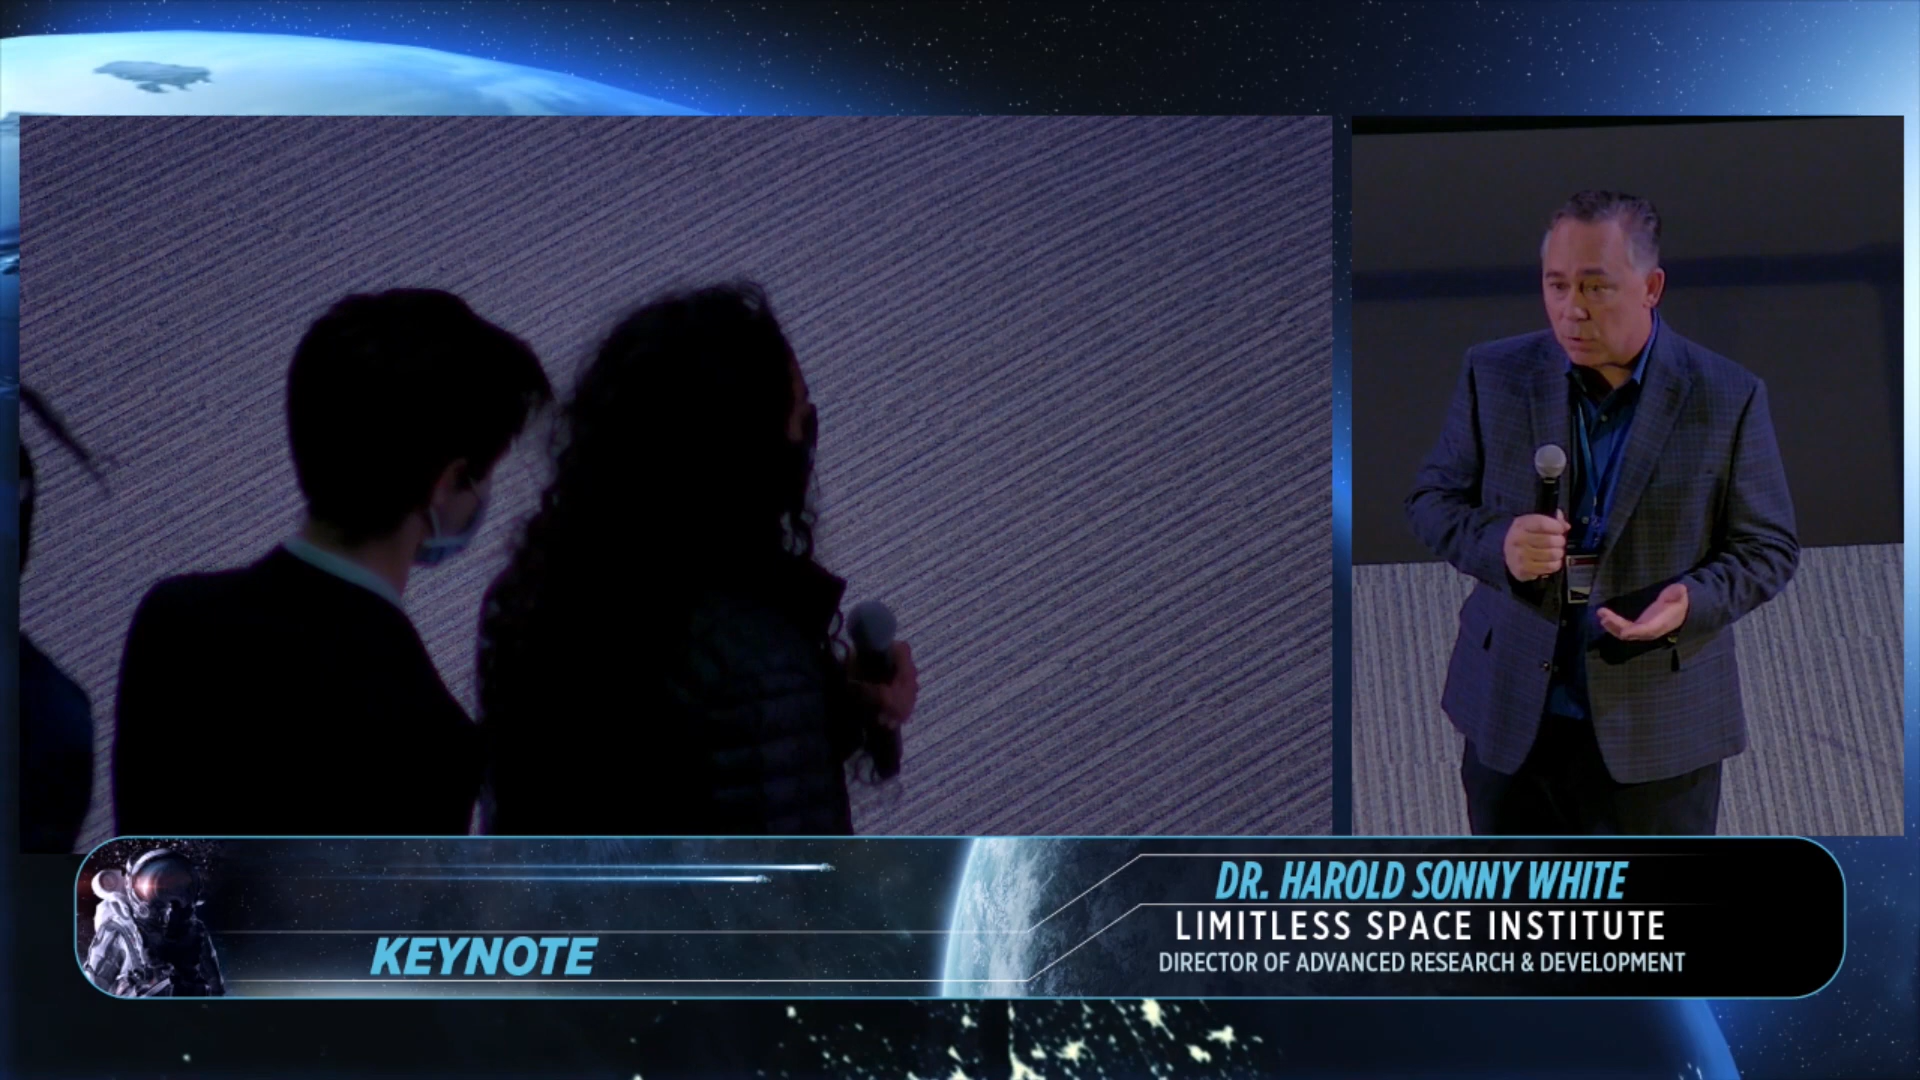 KEYNOTE
DR. HAROLD SONNY WHITE
LIMITLESS SPACE INSTITUTE
DIRECTOR OF ADVANCED RESEARCH & DEVELOPMENT